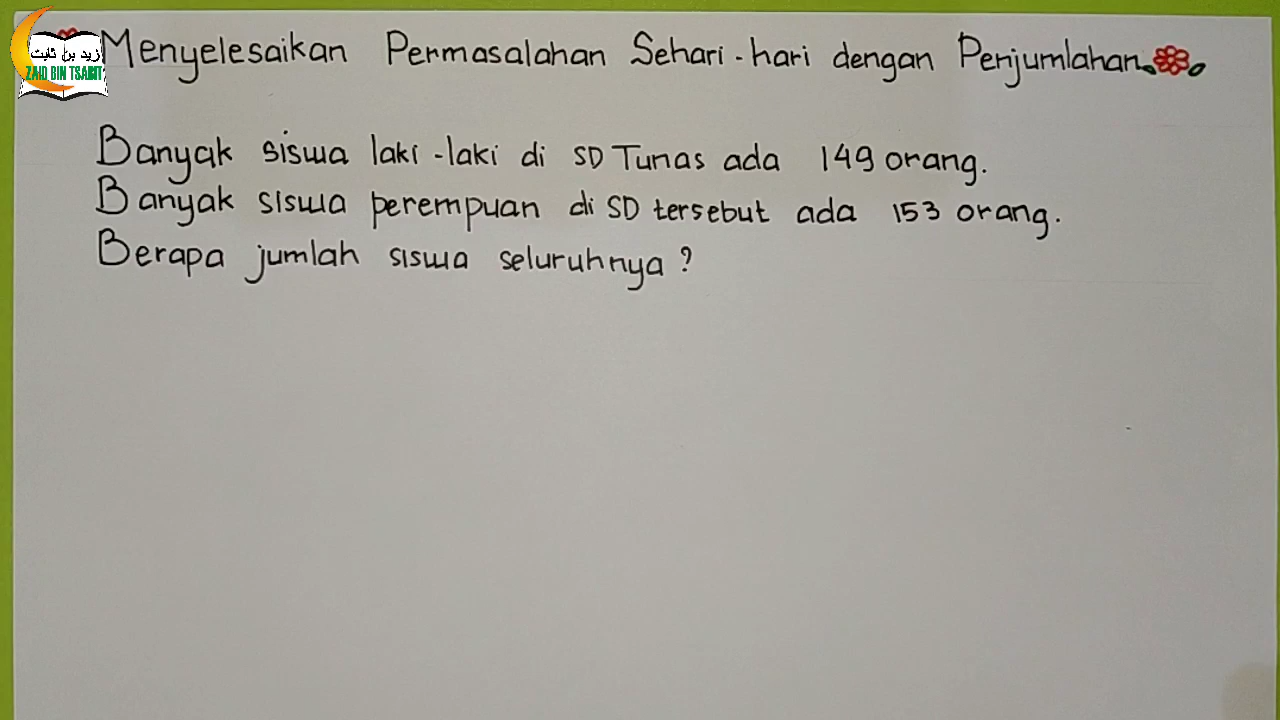 زيد بن ثابت
ZAID BIN TSABIT
Menyelesaikan Permasalahan Sehari-hari dengan Penjumlahan
Banyak siswa laki-laki di SD Tunas ada 149 orang.
Banyak siswa perempuan di SD tersebut ada 153 orang.
Berapa jumlah siswa seluruhnya?